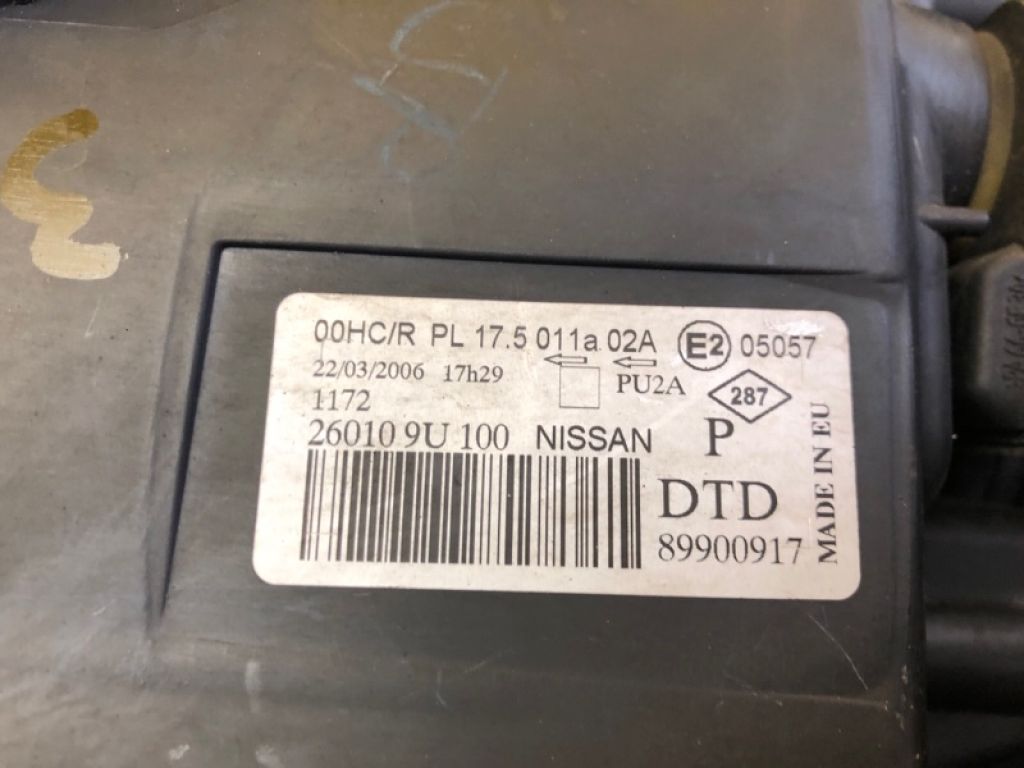 00HC/R PL 17.5 011a 02A E2 05057
22/03/2006 17h29 PU2A 287
1172
26010 9U 100 NISSAN P
DTD
89900917
MADE IN EU